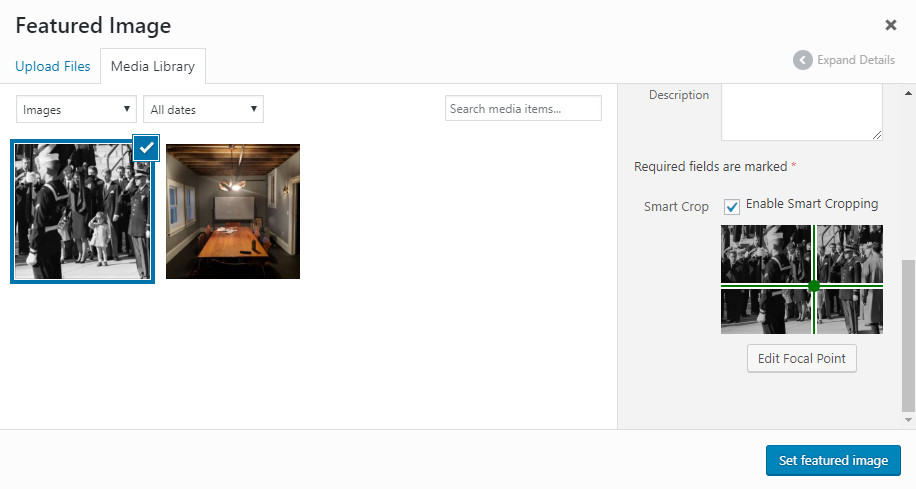 Featured Image
Upload Files
Media Library
Expand Details
Images
All dates
Search media items...
Description
Required fields are marked *
Smart Crop
Enable Smart Cropping
Edit Focal Point
Set featured image